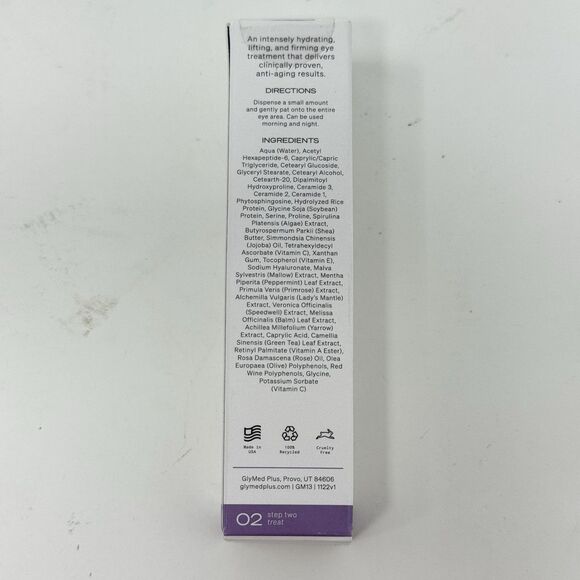 An intensely hydrating,
lifting, and firming eye
treatment that delivers
clinically proven,
anti-aging results.
DIRECTIONS
Dispense a small amount
and gently pat onto the entire
eye area. Can be used
morning and night.
INGREDIENTS
Aqua (Water), Acetyl
Hexapeptide-6, Caprylic/Capric
Triglyceride, Cetearyl Glucoside,
Glyceryl Stearate, Cetearyl Alcohol,
Cetearth-20, Dipalmitoyl
Hydroxyproline, Ceramide 3,
Ceramide 2, Ceramide 1,
Phytosphingosine, Hydrolyzed Rice
Protein, Glycine Soja (Soybean)
Protein, Serine, Proline, Spirulina
Platensis (Algae) Extract,
Butyrospermum Parkii (Shea)
Butter, Simmondsia Chinensis
(Jojoba) Oil, Tetrahexyldecyl
Ascorbate (Vitamin C), Xanthan
Gum, Tocopherol (Vitamin E),
Sodium Hyaluronate, Malva
Sylvestris (Mallow) Extract, Mentha
Piperita (Peppermint) Leaf Extract,
Primula Veris (Primrose) Extract,
Alchemilla Vulgaris (Lady's Mantle)
Extract, Veronica Officinalis
(Speedwell) Extract, Melissa
Officinalis (Balm) Leaf Extract,
Achillea Millefolium (Yarrow)
Extract, Caprylic Acid, Camellia
Sinensis (Green Tea) Leaf Extract,
Retinyl Palmitate (Vitamin A Ester),
Rosa Damascena (Rose) Oil, Olea
Europaea (Olive) Polyphenols, Red
Wine Polyphenols, Glycine,
Potassium Sorbate
(Vitamin C)
Made in
USA
100%
Recycled
Cruelty
Free
GlyMed Plus, Provo, UT 84606
glymedplus.com | GM13 | 1122v1
02 step two
treat